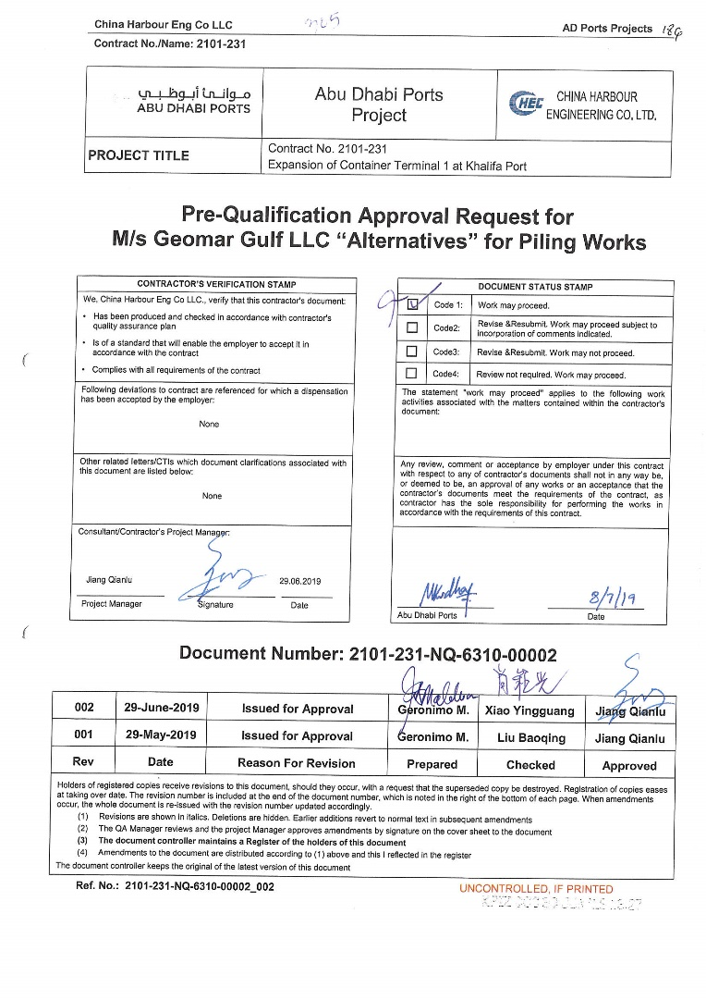 China Harbour Eng Co LLC
AD Ports Projects
Contract No./Name: 2101-231
موانئ أبوظبي
ABU DHABI PORTS
Abu Dhabi Ports
Project
CHEC
CHINA HARBOUR
ENGINEERING CO. LTD.
PROJECT TITLE
Contract No. 2101-231
Expansion of Container Terminal 1 at Khalifa Port
Pre-Qualification Approval Request for
M/s Geomar Gulf LLC “Alternatives” for Piling Works
CONTRACTOR'S VERIFICATION STAMP
We, China Harbour Eng Co LLC., verify that this contractor's document:
• Has been produced and checked in accordance with contractor's
quality assurance plan
• Is of a standard that will enable the employer to accept it in
accordance with the contract
• Complies with all requirements of the contract
Following deviations to contract are referenced for which a dispensation
has been accepted by the employer:
None
Other related letters/CTIs which document clarifications associated with
this document are listed below:
None
Consultant/Contractor's Project Manager:
Jiang Qianlu
29.06.2019
Project Manager
Signature
Date
DOCUMENT STATUS STAMP
Code 1: Work may proceed.
Code2: Revise &Resubmit. Work may proceed subject to
incorporation of comments indicated.
Code3: Revise &Resubmit. Work may not proceed.
Code4: Review not required. Work may proceed.
The statement "work may proceed" applies to the following work
activities associated with the matters contained within the contractor's
document:
Any review, comment or acceptance by employer under this contract
with respect to any of contractor's documents shall not in any way be,
or deemed to be, an approval of any works or an acceptance that the
contractor's documents meet the requirements of the contract, as
contractor has the sole responsibility for performing the works in
accordance with the requirements of this contract.
8/7/19
Abu Dhabi Ports
Date
Document Number: 2101-231-NQ-6310-00002
002 29-June-2019 Issued for Approval Geronimo M. Xiao Yingguang Jiang Qianlu
001 29-May-2019 Issued for Approval Geronimo M. Liu Baoqing Jiang Qianlu
Rev Date Reason For Revision Prepared Checked Approved
Holders of registered copies receive revisions to this document, should they occur, with a request that the superseded copy be destroyed. Registration of copies eases
at taking over date. The revision number is included at the end of the document number, which is noted in the right of the bottom of each page. When amendments
occur, the whole document is re-issued with the revision number updated accordingly.
(1) Revisions are shown in italics. Deletions are hidden. Earlier additions revert to normal text in subsequent amendments
(2) The QA Manager reviews and the project Manager approves amendments by signature on the cover sheet to the document
(3) The document controller maintains a Register of the holders of this document
(4) Amendments to the document are distributed according to (1) above and this I reflected in the register
The document controller keeps the original of the latest version of this document
Ref. No.: 2101-231-NQ-6310-00002_002
UNCONTROLLED, IF PRINTED